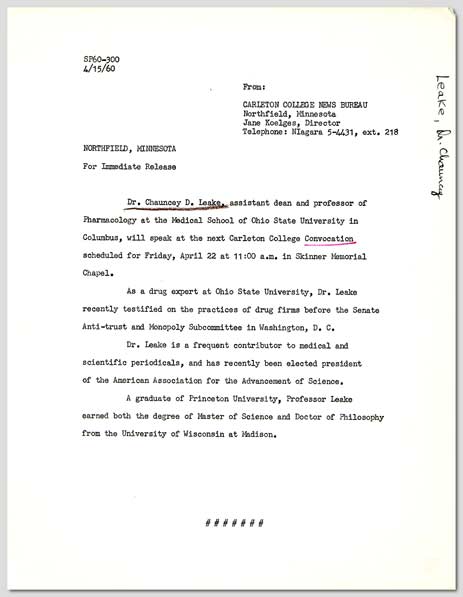 SP60-300
4/15/60
From:
CARLETON COLLEGE NEWS BUREAU
Northfield, Minnesota
Jane Koelges, Director
Telephone: NIagara 5-4431, ext. 218
Leake, Dr. Chauncey
NORTHFIELD, MINNESOTA
For Immediate Release
Dr. Chauncey D. Leake, assistant dean and professor of
Pharmacology at the Medical School of Ohio State University in
Columbus, will speak at the next Carleton College Convocation
scheduled for Friday, April 22 at 11:00 a.m. in Skinner Memorial
Chapel.
As a drug expert at Ohio State University, Dr. Leake
recently testified on the practices of drug firms before the Senate
Anti-trust and Monopoly Subcommittee in Washington, D. C.
Dr. Leake is a frequent contributor to medical and
scientific periodicals, and has recently been elected president
of the American Association for the Advancement of Science.
A graduate of Princeton University, Professor Leake
earned both the degree of Master of Science and Doctor of Philosophy
from the University of Wisconsin at Madison.
#######